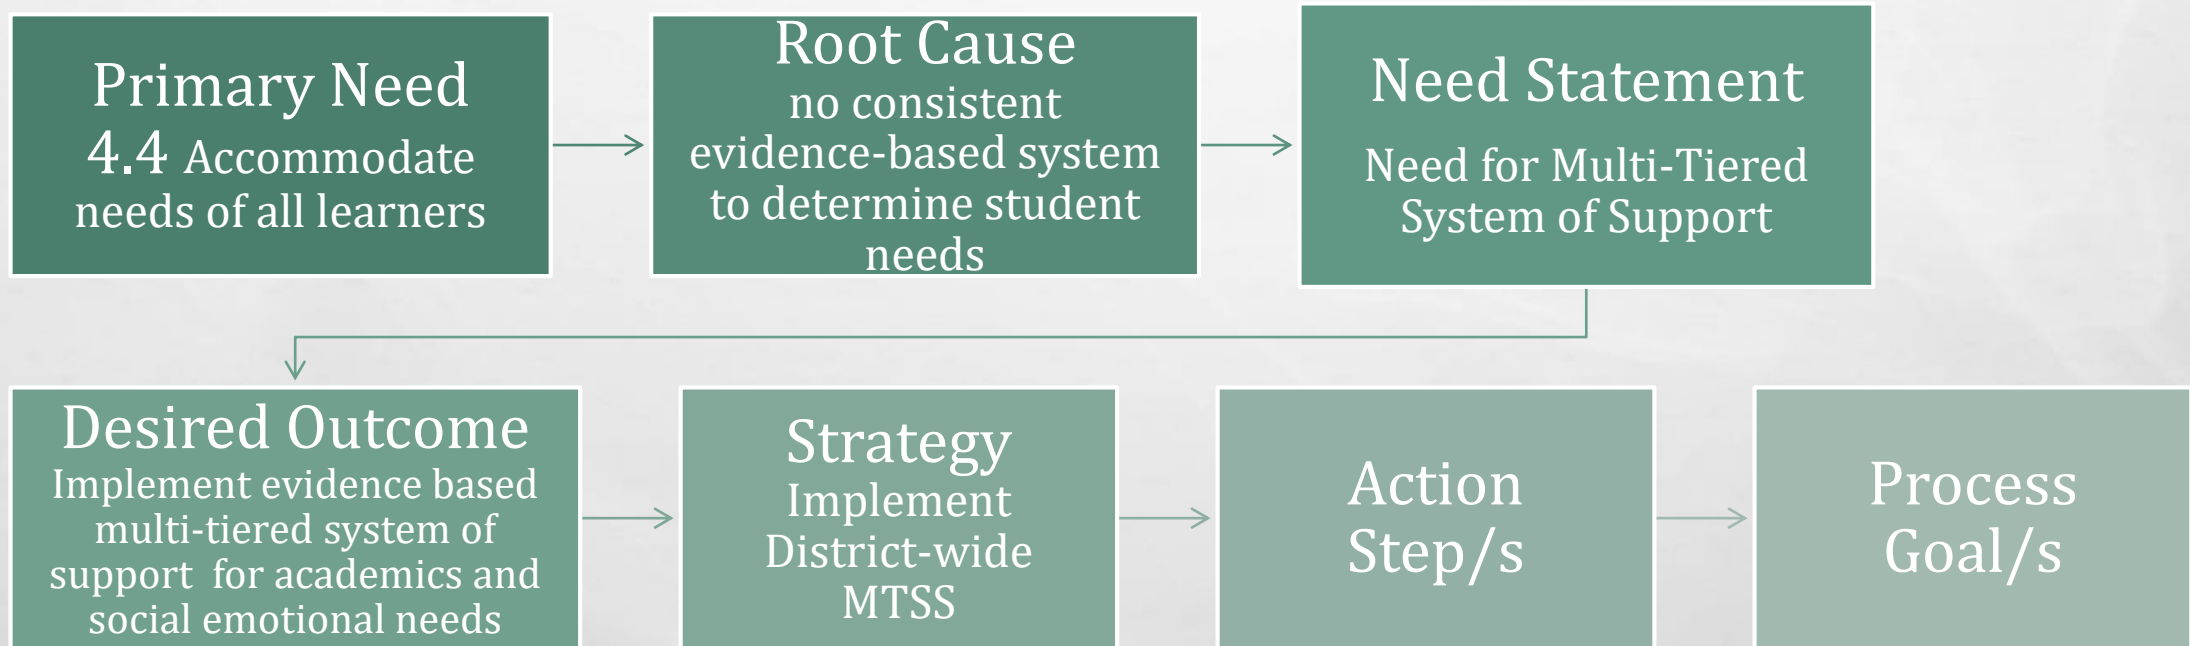 Primary Need
4.4 Accommodate
needs of all learners
Root Cause
no consistent
evidence-based system
to determine student
needs
Need Statement
Need for Multi-Tiered
System of Support
Desired Outcome
Implement evidence based
multi-tiered system of
support  for academics and
social emotional needs
Strategy
Implement
District-wide
MTSS
Action
Step/s
Process
Goal/s